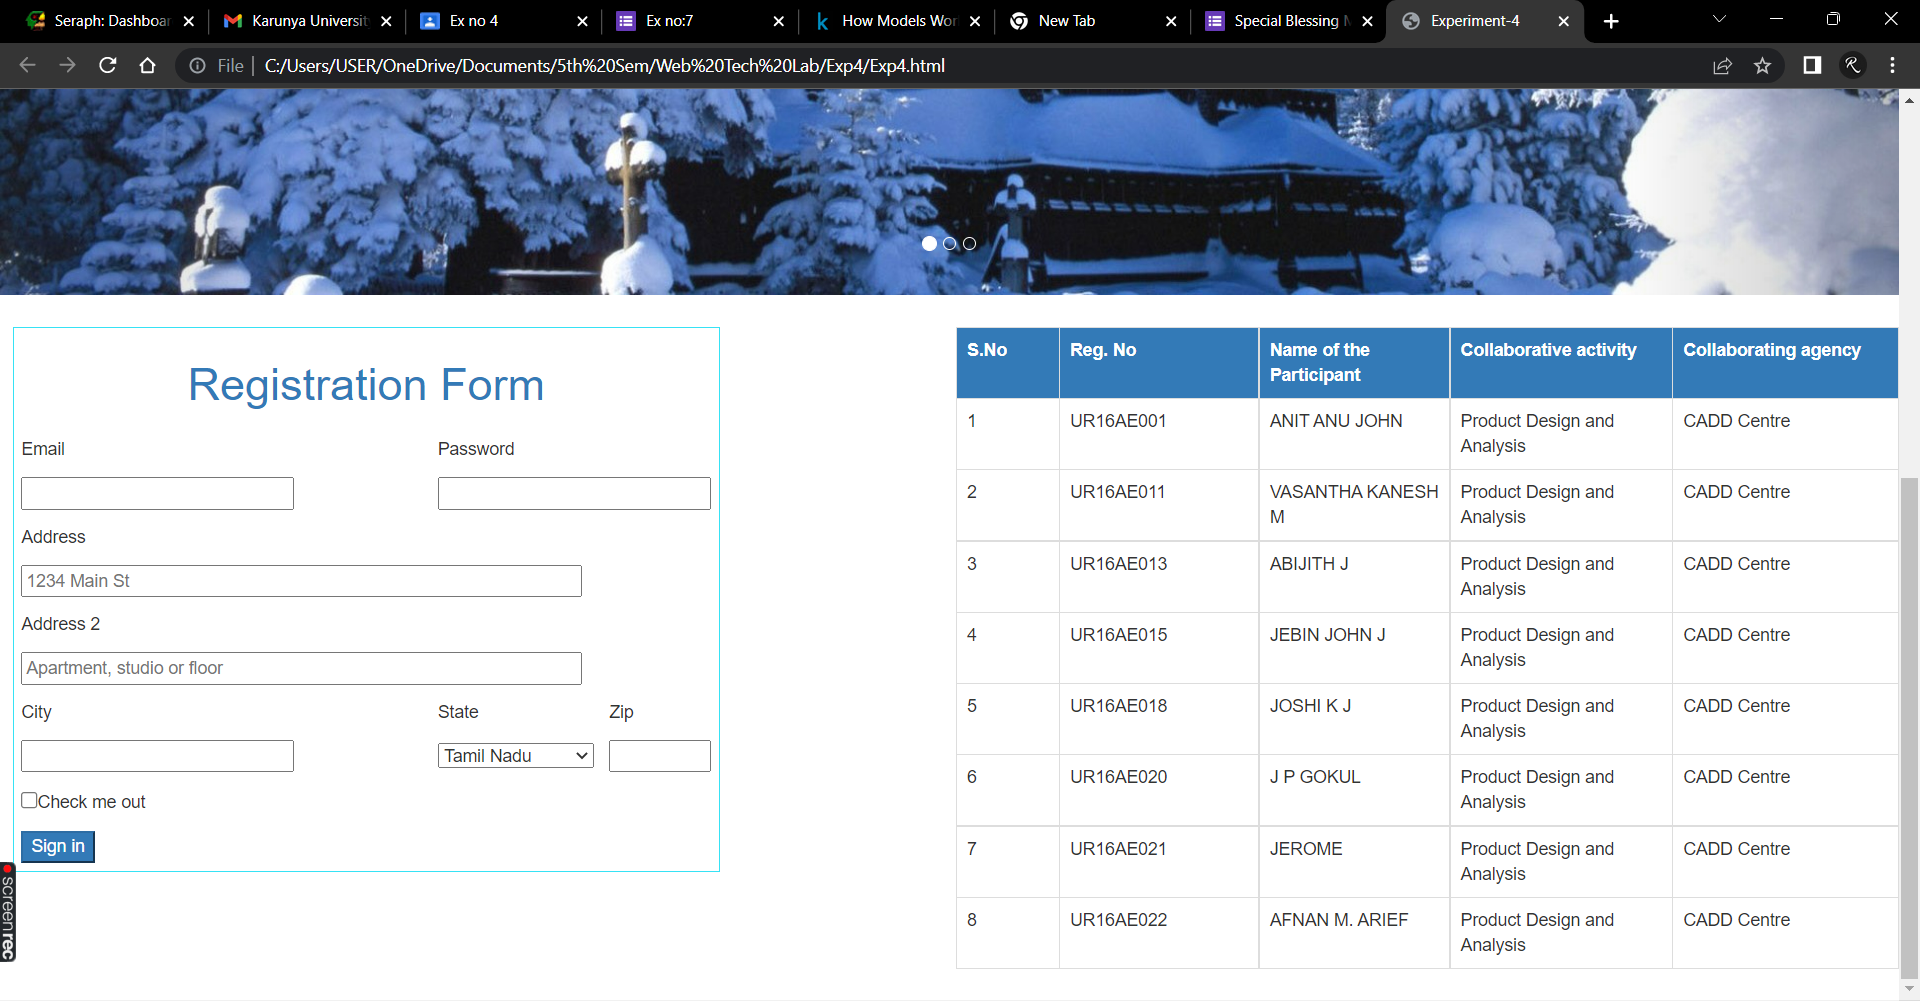 Seraph: Dashboar
Karunya Universit
Ex no 4
Ex no:7
How Models Wor
New Tab
Special Blessing
Experiment-4
File
C:/Users/USER/OneDrive/Documents/5th%20Sem/Web%20Tech%20Lab/Exp4/Exp4.html
Registration Form
Email Password
Address
1234 Main St
Address 2
Apartment, studio or floor
City State Zip
Tamil Nadu
Check me out
Sign in
screenrec
S.No Reg. No Name of the Collaborative activity Collaborating agency
Participant
1 UR16AE001 ANIT ANU JOHN Product Design and CADD Centre
Analysis
2 UR16AE011 VASANTHA KANESH Product Design and CADD Centre
M Analysis
3 UR16AE013 ABIJITH J Product Design and CADD Centre
Analysis
4 UR16AE015 JEBIN JOHN J Product Design and CADD Centre
Analysis
5 UR16AE018 JOSHI K J Product Design and CADD Centre
Analysis
6 UR16AE020 J P GOKUL Product Design and CADD Centre
Analysis
7 UR16AE021 JEROME Product Design and CADD Centre
Analysis
8 UR16AE022 AFNAN M. ARIEF Product Design and CADD Centre
Analysis